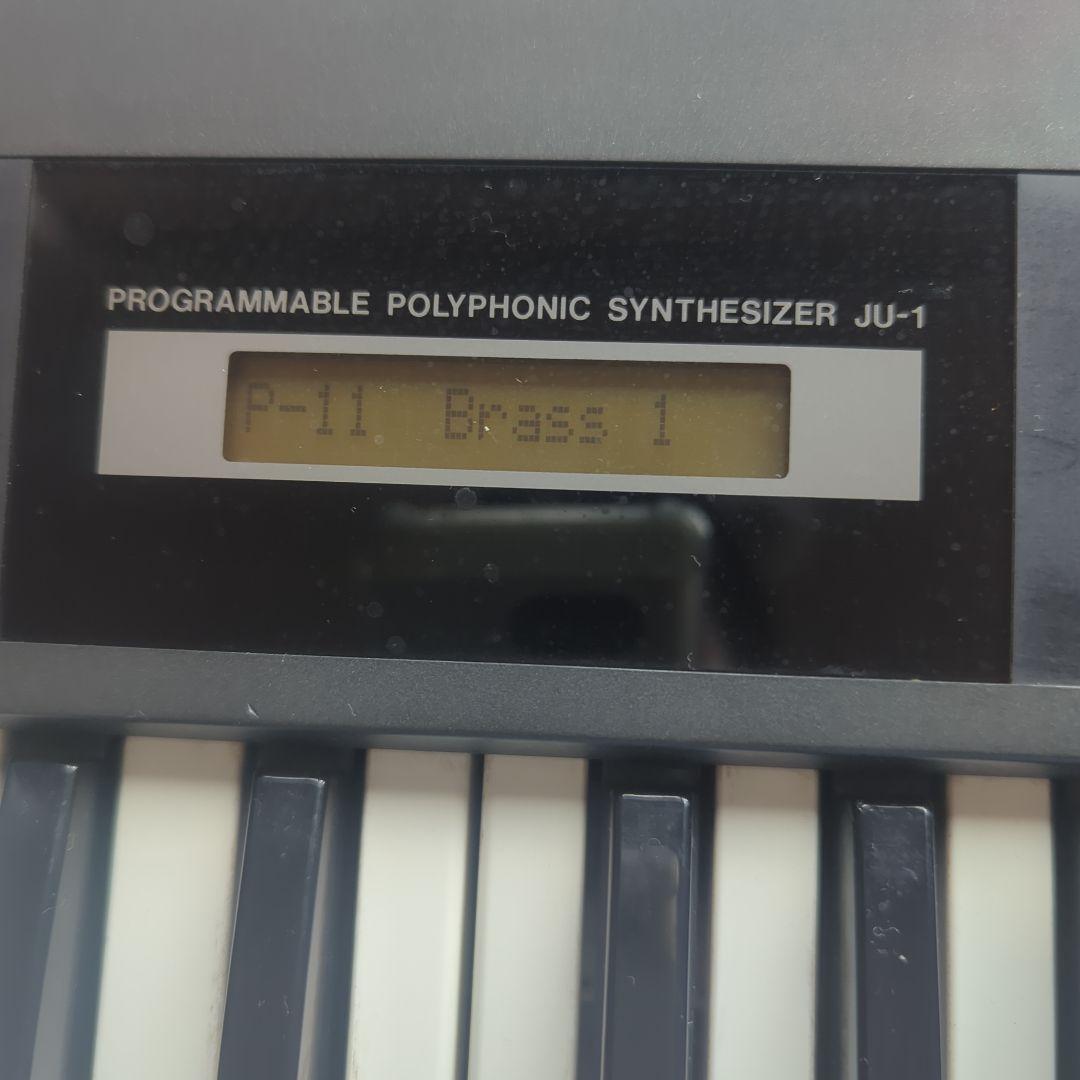 PROGRAMMABLE POLYPHONIC SYNTHESIZER JU-1
P-11 Brass 1